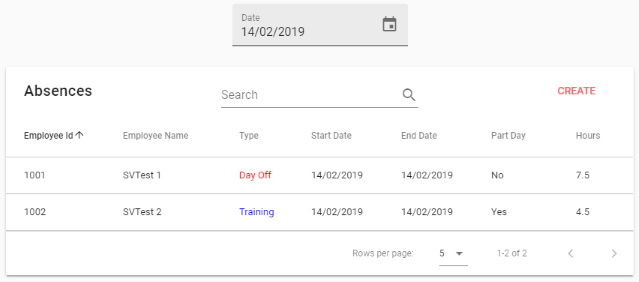 Date
14/02/2019
Absences
Search
CREATE
Employee Id Employee Name Type Start Date End Date Part Day Hours
1001 SVTest 1 Day Off 14/02/2019 14/02/2019 No 7.5
1002 SVTest 2 Training 14/02/2019 14/02/2019 Yes 4.5
Rows per page: 5 1-2 of 2